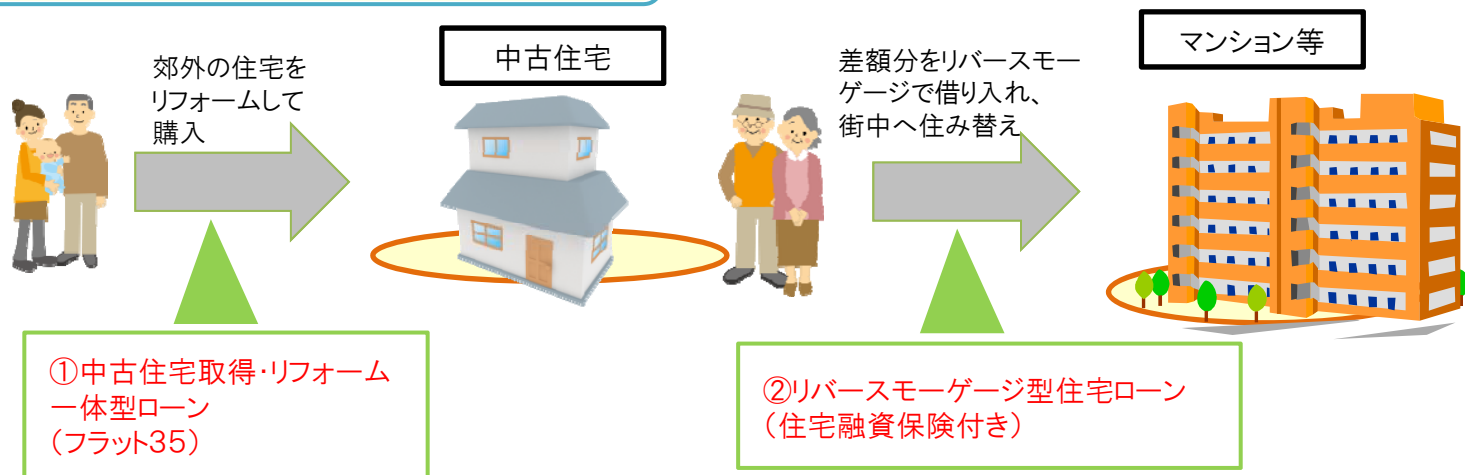 郊外の住宅を
リフォームして
購入
中古住宅
差額分をリバースモー
ゲージで借り入れ、
街中へ住み替え
マンション等
①中古住宅取得・リフォーム
一体型ローン
（フラット35）
②リバースモーゲージ型住宅ローン
（住宅融資保険付き）